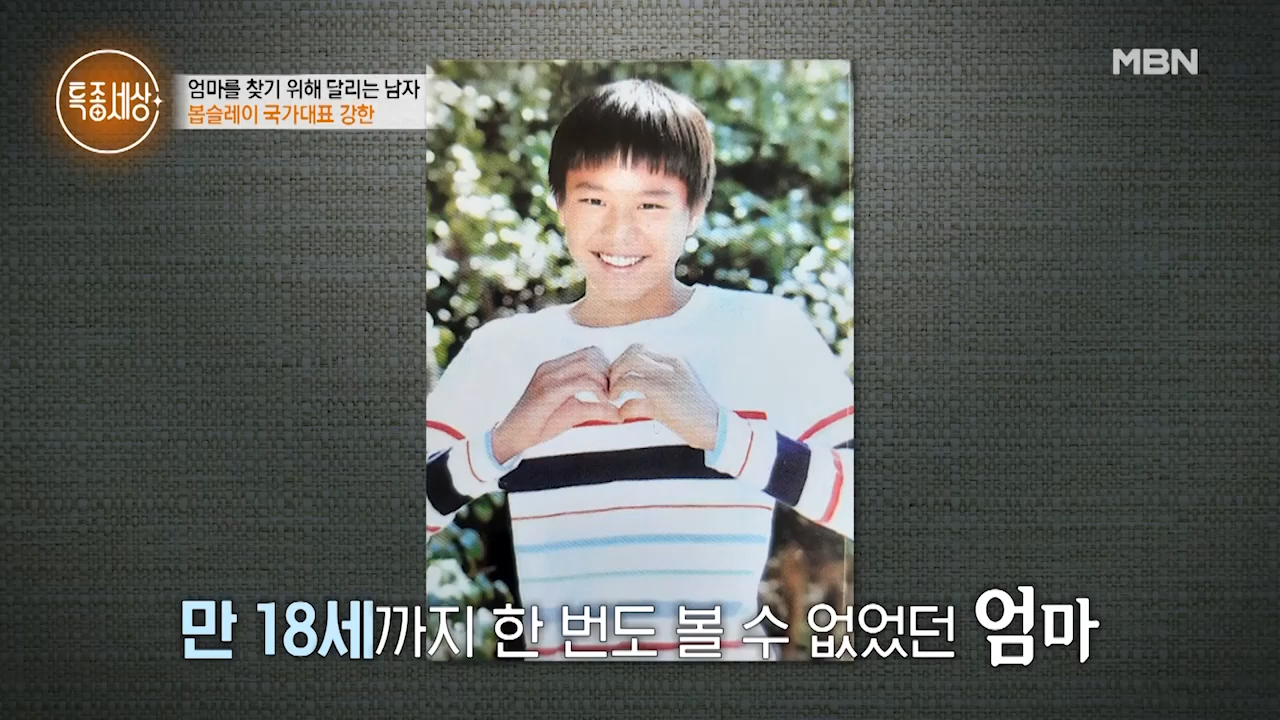 특종세상
엄마를 찾기 위해 달리는 남자
봅슬레이 국가대표 강한
MBN
만 18세까지 한 번도 볼 수 없었던 엄마